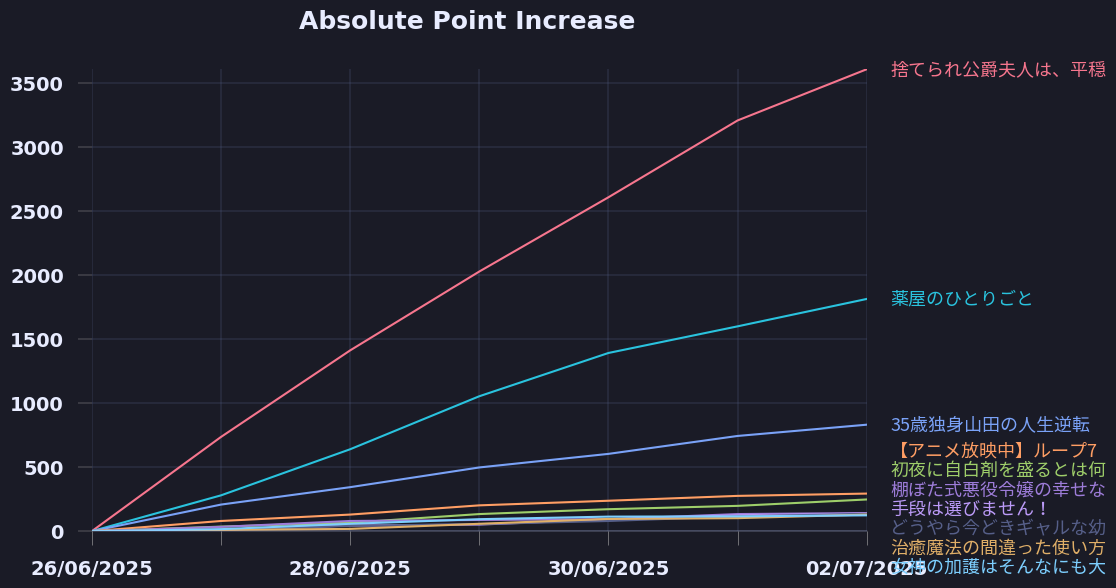 Absolute Point Increase
3500
3000
2500
2000
1500
1000
500
0
26/06/2025
28/06/2025
30/06/2025
02/07/2025
捨てられ公爵夫人は、平穏
薬屋のひとりごと
35歳独身山田の人生逆転
【アニメ放映中】ループ7
初夜に自白剤を盛るとは何
棚ぼた式悪役令嬢の幸せな
手段は選びません！
どうやら今どきギャルな幼
治癒魔法の間違った使い方
女神の加護はそんなにも大